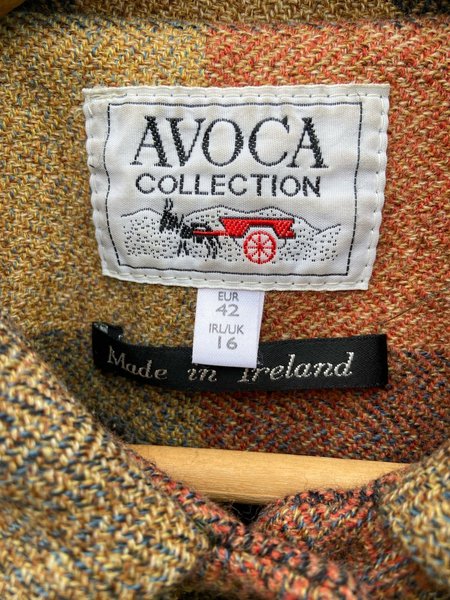 AVOCA
COLLECTION
EUR
42
IRL/UK
16
Made in Ireland